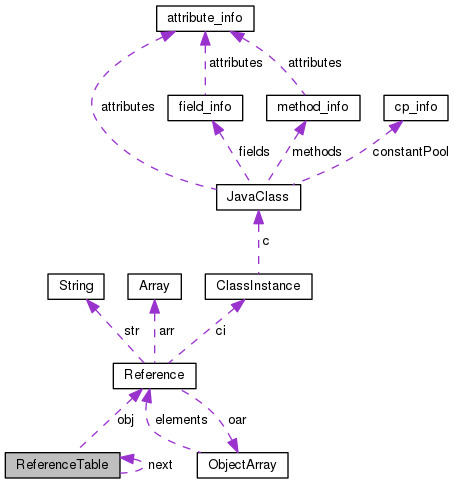 attribute_info
attributes
attributes
attributes
field_info
method_info
cp_info
fields
methods
constantPool
JavaClass
c
String
Array
ClassInstance
str
arr
ci
Reference
obj
elements
oar
ReferenceTable
next
ObjectArray